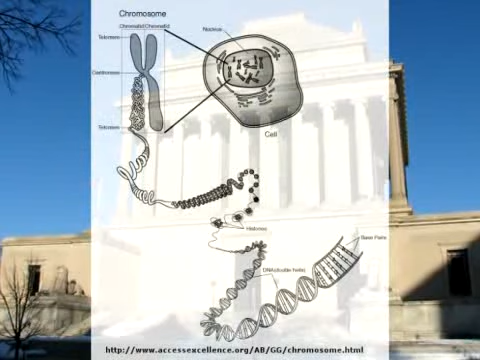 Chromosome
Chromatid Chromatid
Nucleus
Telomere
Centromere
Telomere
Cell
Histones
Base Pairs
DNA(double helix)
http://www.accessexcellence.org/AB/GG/chromosome.html